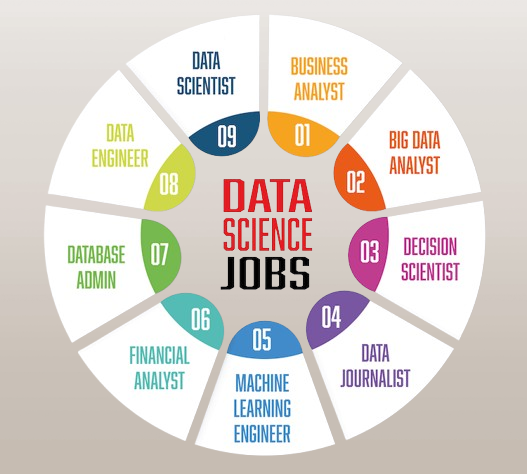 DATA
SCIENCE
JOBS
01
BUSINESS
ANALYST
02
BIG DATA
ANALYST
03
DECISION
SCIENTIST
04
DATA
JOURNALIST
05
MACHINE
LEARNING
ENGINEER
06
FINANCIAL
ANALYST
07
DATABASE
ADMIN
08
DATA
ENGINEER
09
DATA
SCIENTIST